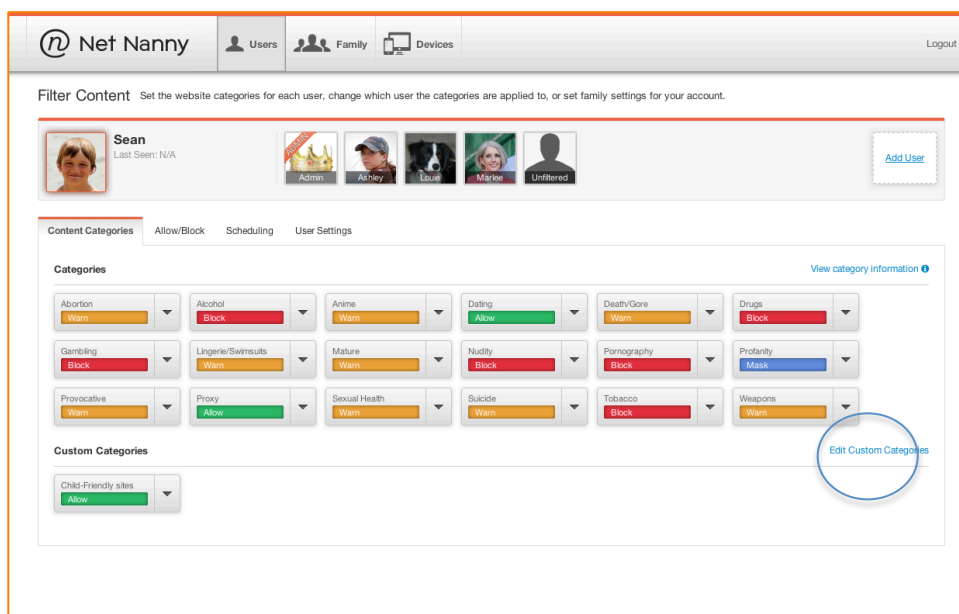 n Net Nanny
Users
Family
Devices
Logout
Filter Content Set the website categories for each user, change which user the categories are applied to, or set family settings for your account.
Sean
Last Seen: N/A
ADMIN
Admin
Ashley
Louie
Marlee
Unfiltered
Add User
Content Categories
Allow/Block
Scheduling
User Settings
Categories
View category information
Abortion
Warn
Alcohol
Block
Anime
Warn
Dating
Allow
Death/Gore
Warn
Drugs
Block
Gambling
Block
Lingerie/Swimsuits
Warn
Mature
Warn
Nudity
Block
Pornography
Block
Profanity
Mask
Provocative
Warn
Proxy
Allow
Sexual Health
Warn
Suicide
Warn
Tobacco
Block
Weapons
Warn
Custom Categories
Edit Custom Categories
Child-Friendly sites
Allow